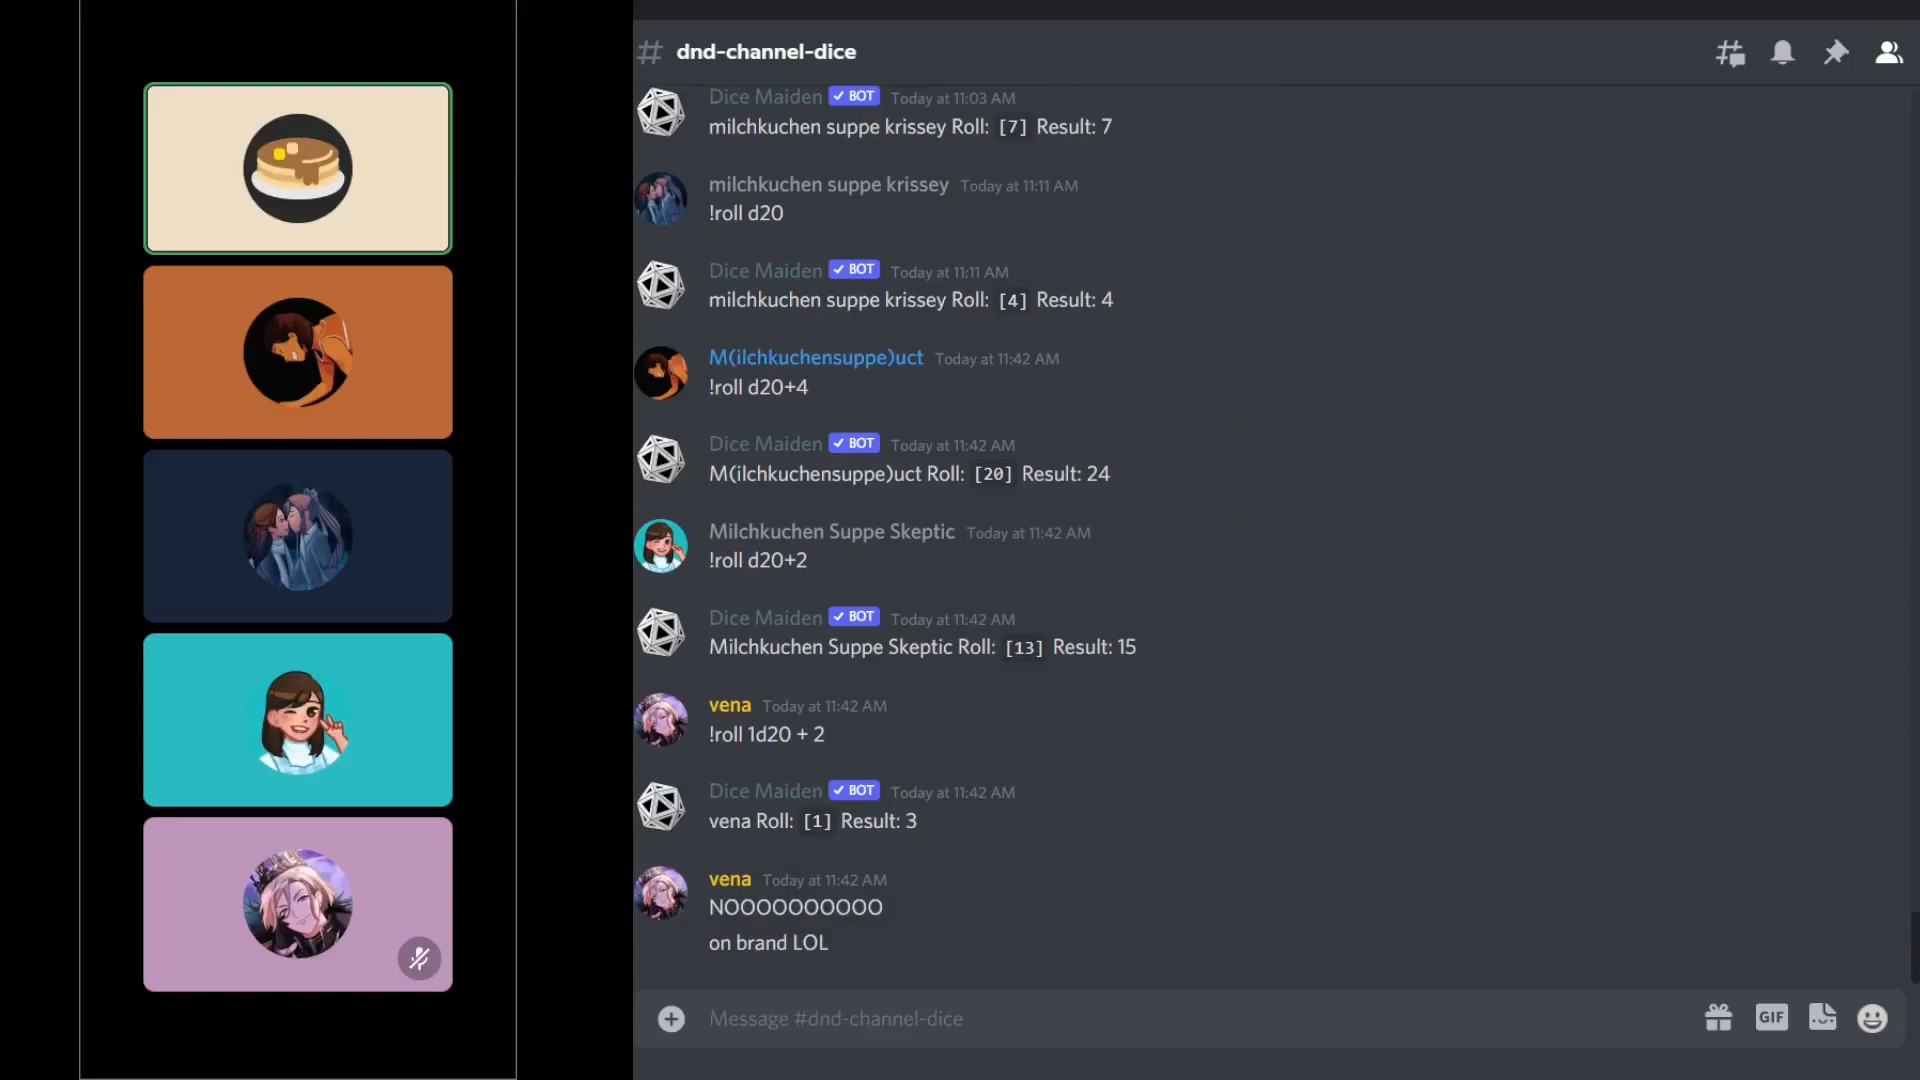 dnd-channel-dice
Dice Maiden BOT Today at 11:03 AM
milchkuchen suppe krissey Roll: [7] Result: 7
milchkuchen suppe krissey Today at 11:11 AM
!roll d20
Dice Maiden BOT Today at 11:11 AM
milchkuchen suppe krissey Roll: [4] Result: 4
M(ilchkuchensuppe)uct Today at 11:42 AM
!roll d20+4
Dice Maiden BOT Today at 11:42 AM
M(ilchkuchensuppe)uct Roll: [20] Result: 24
Milchkuchen Suppe Skeptic Today at 11:42 AM
!roll d20+2
Dice Maiden BOT Today at 11:42 AM
Milchkuchen Suppe Skeptic Roll: [13] Result: 15
vena Today at 11:42 AM
!roll 1d20 + 2
Dice Maiden BOT Today at 11:42 AM
vena Roll: [1] Result: 3
vena Today at 11:42 AM
NOOOOOOOOOO
on brand LOL
Message #dnd-channel-dice
GIF